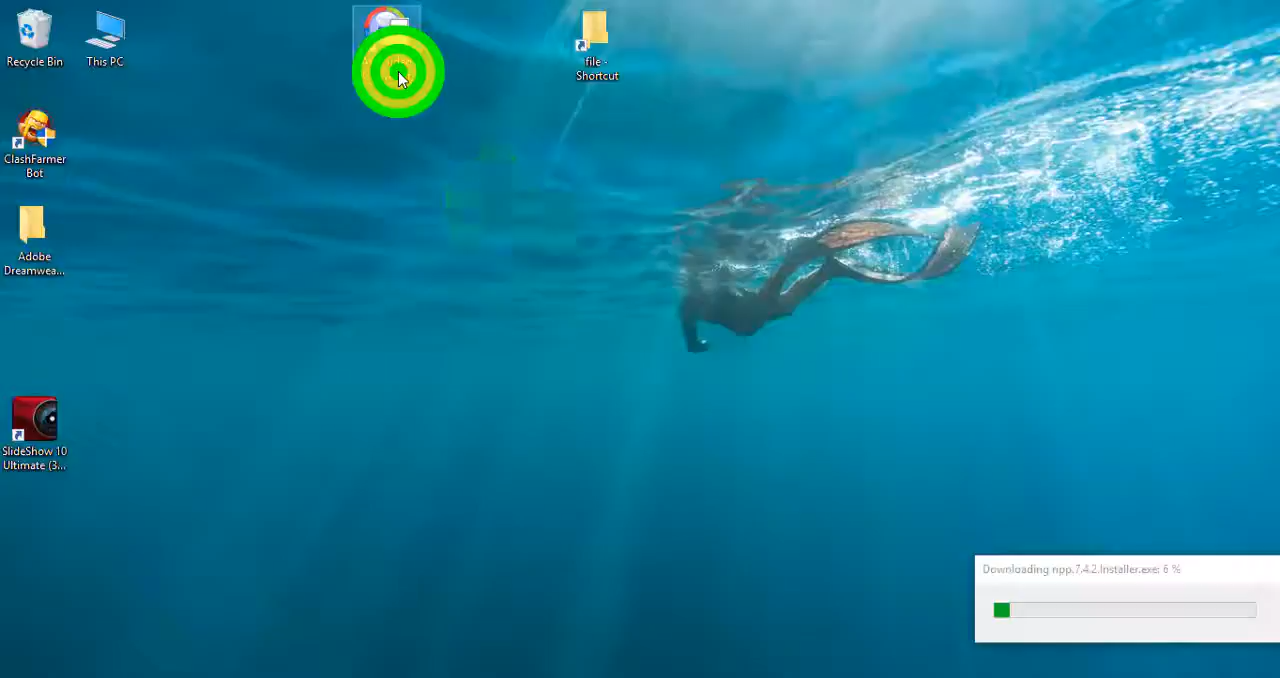 Recycle Bin
This PC
file -
Shortcut
ClashFarmer
Bot
Adobe
Dreamwea...
SlideShow 10
Ultimate (3...
Downloading npp.7.4.2.Installer.exe: 6 %